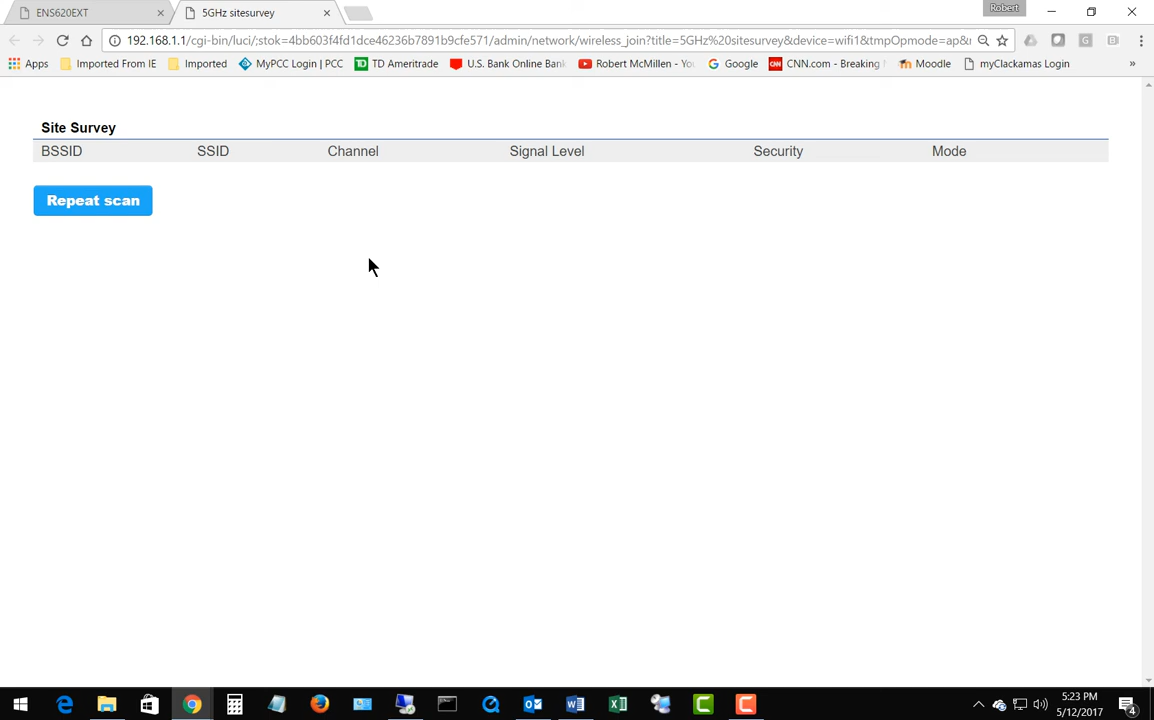 ENS620EXT
5GHz sitesurvey
Robert
192.168.1.1/cgi-bin/luci/;stok=4bb603f4fd1dce46236b7891b9cfe571/admin/network/wireless_join?title=5GHz%20sitesurvey&device=wifi1&tmpOpmode=ap&
Apps Imported From IE Imported MyPCC Login | PCC TD Ameritrade U.S. Bank Online Bank Robert McMillen - Yo Google CNN.com - Breaking Moodle myClackamas Login »
Site Survey
BSSID SSID Channel Signal Level Security Mode
Repeat scan
5:23 PM
5/12/2017
4